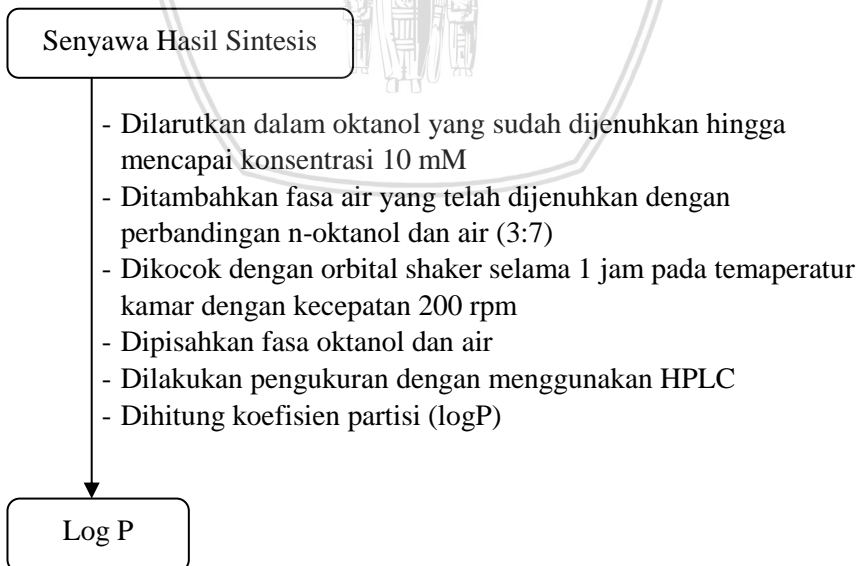 Senyawa Hasil Sintesis
- Dilarutkan dalam oktanol yang sudah dijenuhkan hingga
mencapai konsentrasi 10 mM
- Ditambahkan fasa air yang telah dijenuhkan dengan
perbandingan n-oktanol dan air (3:7)
- Dikocok dengan orbital shaker selama 1 jam pada temaperatur
kamar dengan kecepatan 200 rpm
- Dipisahkan fasa oktanol dan air
- Dilakukan pengukuran dengan menggunakan HPLC
- Dihitung koefisien partisi (logP)
Log P